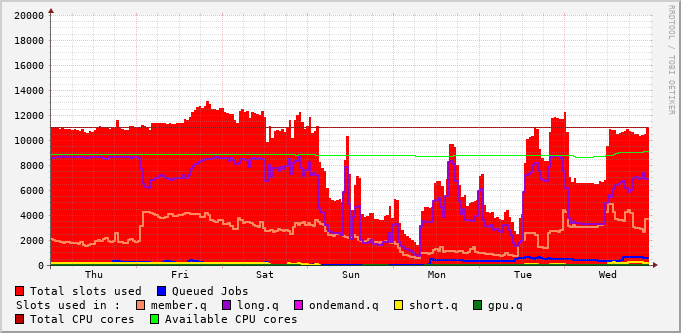 20000
18000
16000
14000
12000
10000
8000
6000
4000
2000
0
Thu Fri Sat Sun Mon Tue Wed
RRDTOOL / TOBI OETIKER
Total slots used Queued Jobs
Slots used in : member.q long.q ondemand.q short.q gpu.q
Total CPU cores Available CPU cores